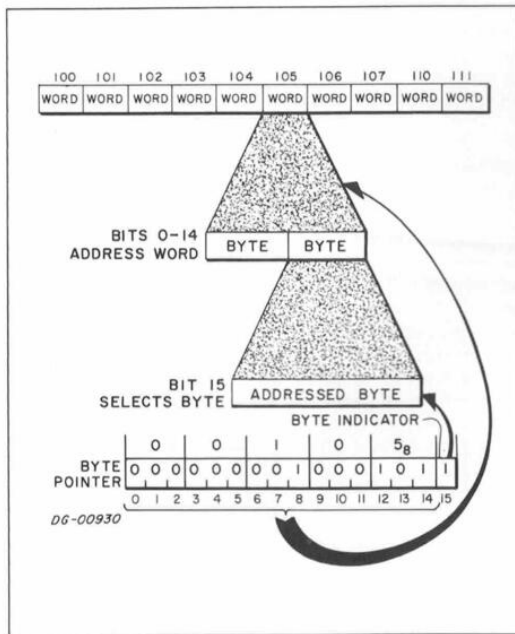 100 101 102 103 104 105 106 107 110 111
WORD WORD WORD WORD WORD WORD WORD WORD WORD WORD
BITS 0-14
ADDRESS WORD
BYTE BYTE
BIT 15
SELECTS BYTE
ADDRESSED BYTE
BYTE INDICATOR
0 0 1 0 5₈
BYTE
POINTER
0 0 0 0 0 0 0 0 1 0 0 0 1 0 1 1
0 1 2 3 4 5 6 7 8 9 10 11 12 13 14 15
DG-00930